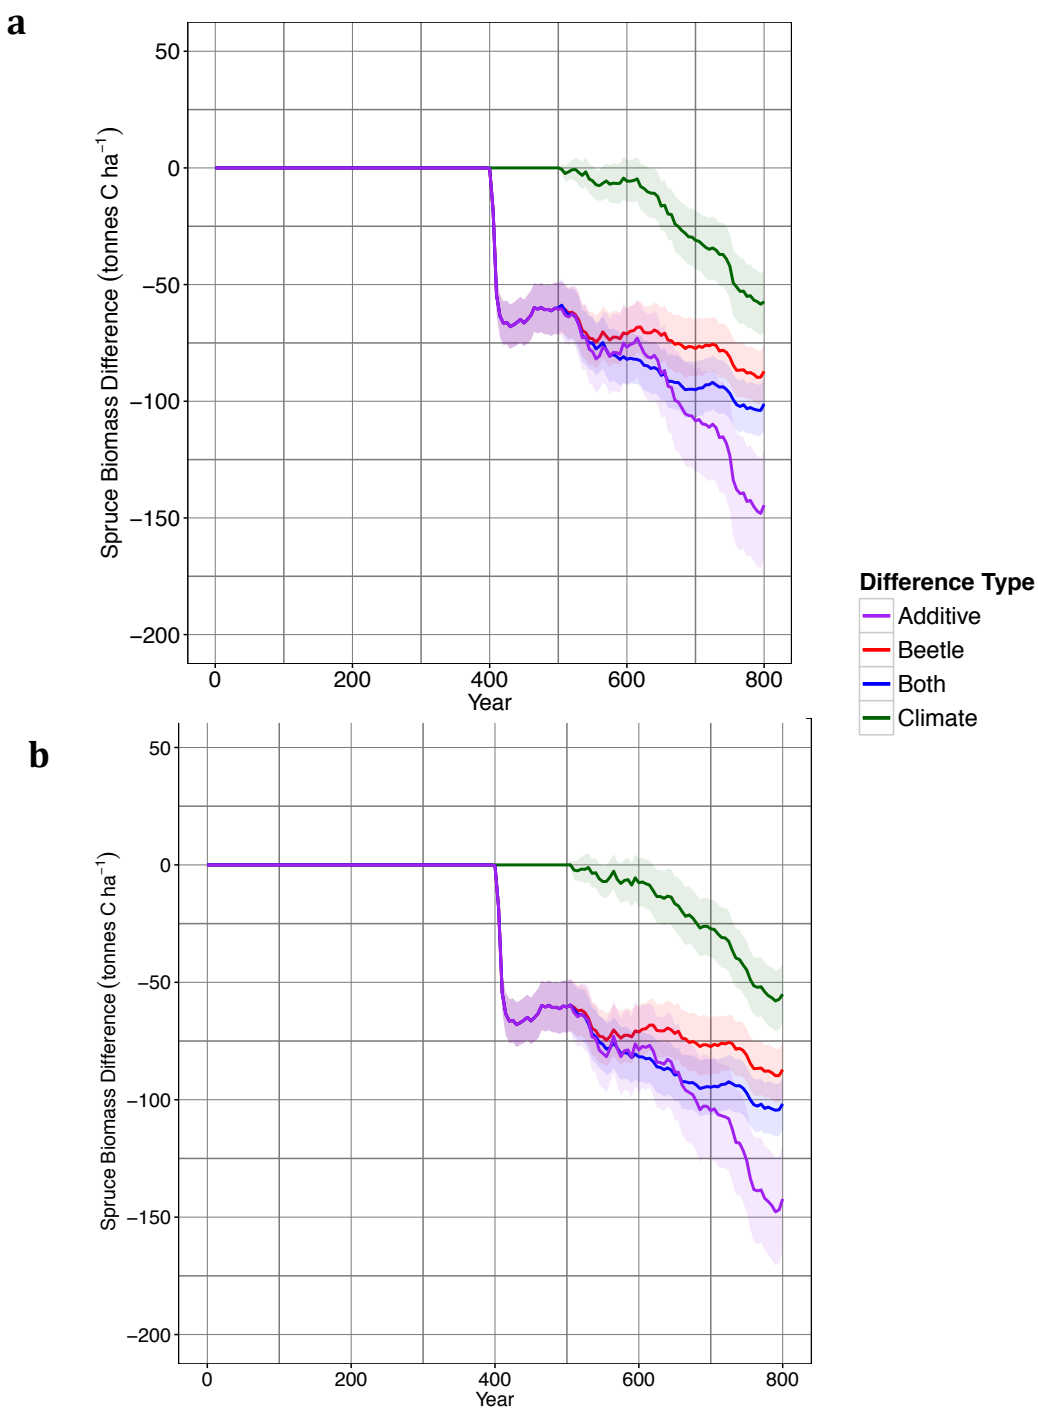 a
50
0
−50
−100
−150
−200
Spruce Biomass Difference (tonnes C ha⁻¹)
0 200 400 600 800
Year
Difference Type
Additive
Beetle
Both
Climate
b
50
0
−50
−100
−150
−200
Spruce Biomass Difference (tonnes C ha⁻¹)
0 200 400 600 800
Year